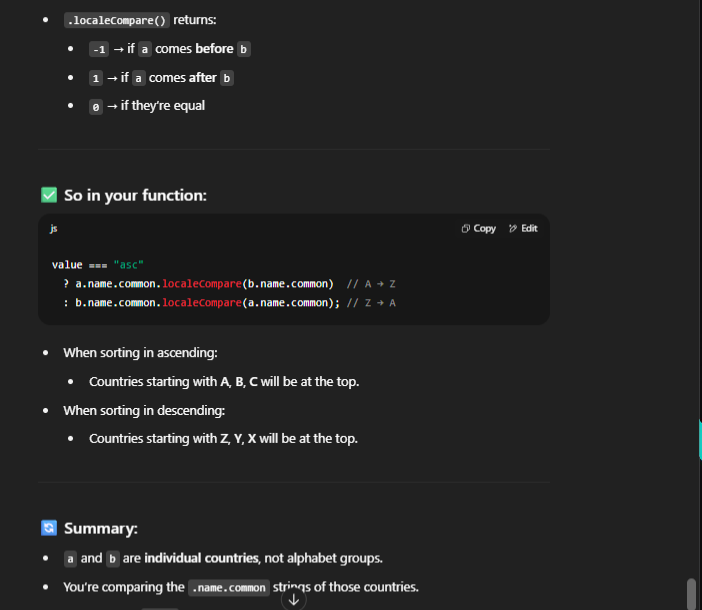 .localeCompare() returns:
-1 → if a comes before b
1 → if a comes after b
0 → if they're equal
So in your function:
js Copy Edit
value === "asc"
? a.name.common.localeCompare(b.name.common) // A → Z
: b.name.common.localeCompare(a.name.common); // Z → A
When sorting in ascending:
Countries starting with A, B, C will be at the top.
When sorting in descending:
Countries starting with Z, Y, X will be at the top.
Summary:
a and b are individual countries, not alphabet groups.
You're comparing the .name.common strings of those countries.